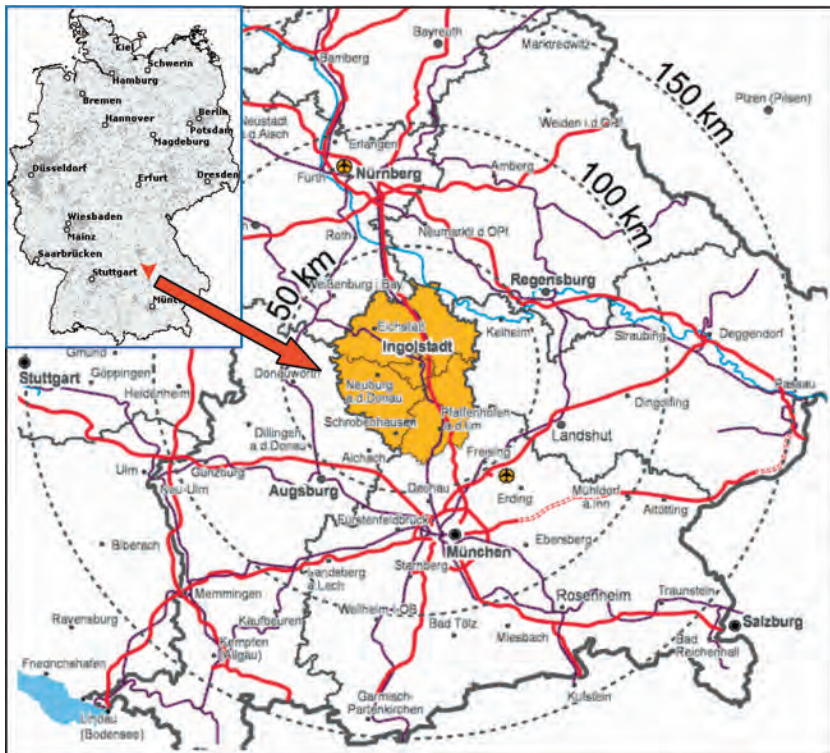 Kiel
Schwerin
Hamburg
Bremen
Hannover
Berlin
Potsdam
Magdeburg
Düsseldorf
Erfurt
Dresden
Wiesbaden
Mainz
Saarbrücken
Stuttgart
Münch
Bayreuth
Marktredwitz
Bamberg
150 km
Plzen (Pilsen)
Neustadt
a.d.Aisch
Weiden i.d.OPf.
Erlangen
100 km
Fürth
Nürnberg
Amberg
Roth
Neumarkt i.d.OPf.
50 km
Weißenburg i.Bay
Regensburg
Eichstätt
Kelheim
Ingolstadt
Straubing
Deggendorf
Stuttgart
Gmünd
Göppingen
Heidenheim
Donauwörth
Neuburg
a.d.Donau
Passau
Dingolfing
Pfaffenhofen
a.d.Ilm
Schrobenhausen
Dillingen
a.d.Donau
Landshut
Aichach
Freising
Ulm
Günzburg
Neu-Ulm
Augsburg
Dachau
Erding
Mühldorf
a.Inn
Altötting
Fürstenfeldbruck
München
Ebersberg
Biberach
Starnberg
Landsberg
a.Lech
Memmingen
Rosenheim
Traunstein
Ravensburg
Kaufbeuren
Weilheim i.OB
Bad Tölz
Miesbach
Salzburg
Bad
Reichenhall
Kempten
(Allgäu)
Friedrichshafen
Garmisch-
Partenkirchen
Kufstein
Lindau
(Bodensee)